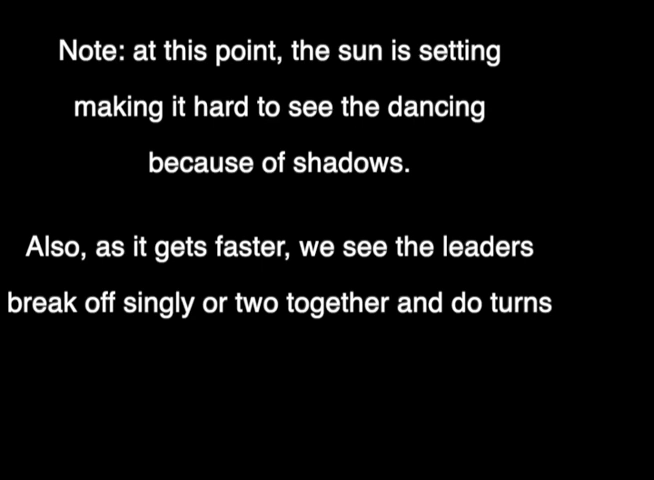 Note: at this point, the sun is setting
making it hard to see the dancing
because of shadows.
Also, as it gets faster, we see the leaders
break off singly or two together and do turns